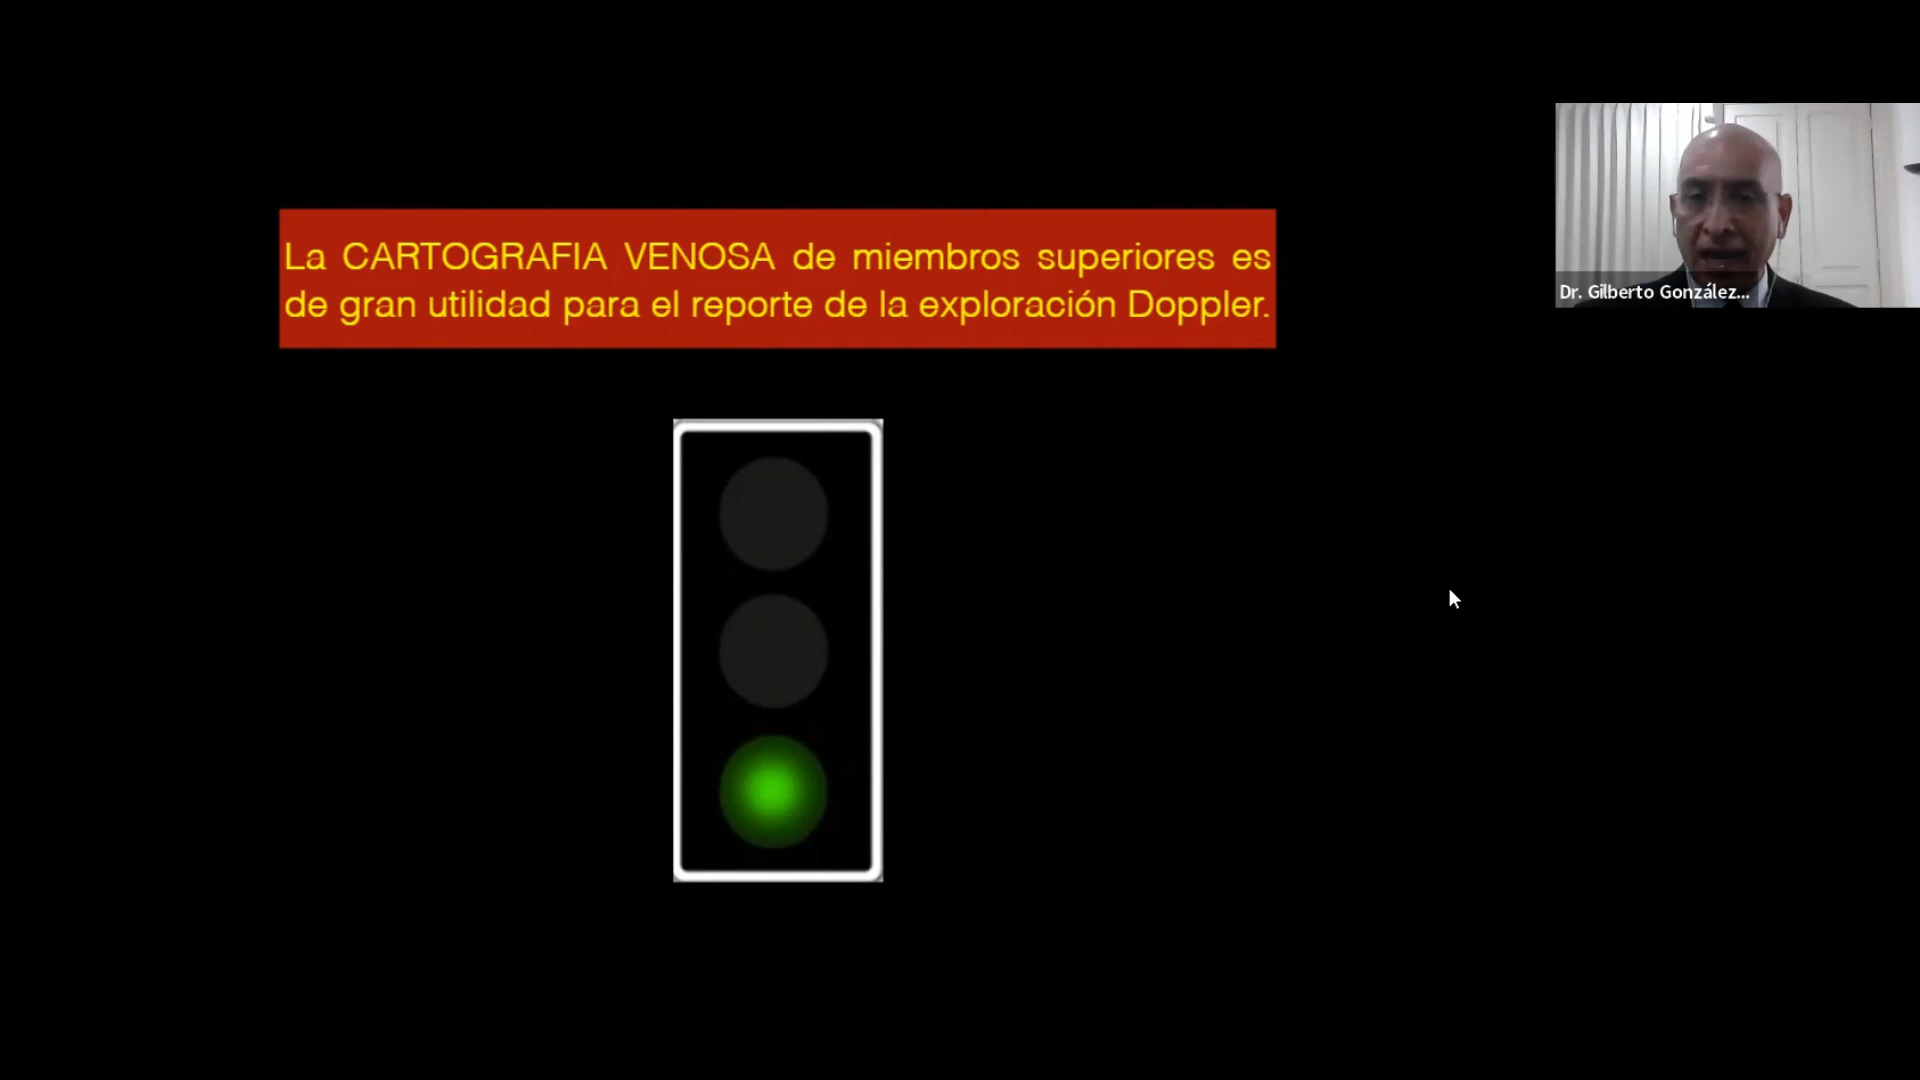 La CARTOGRAFIA VENOSA de miembros superiores es
de gran utilidad para el reporte de la exploración Doppler.
Dr. Gilberto González...